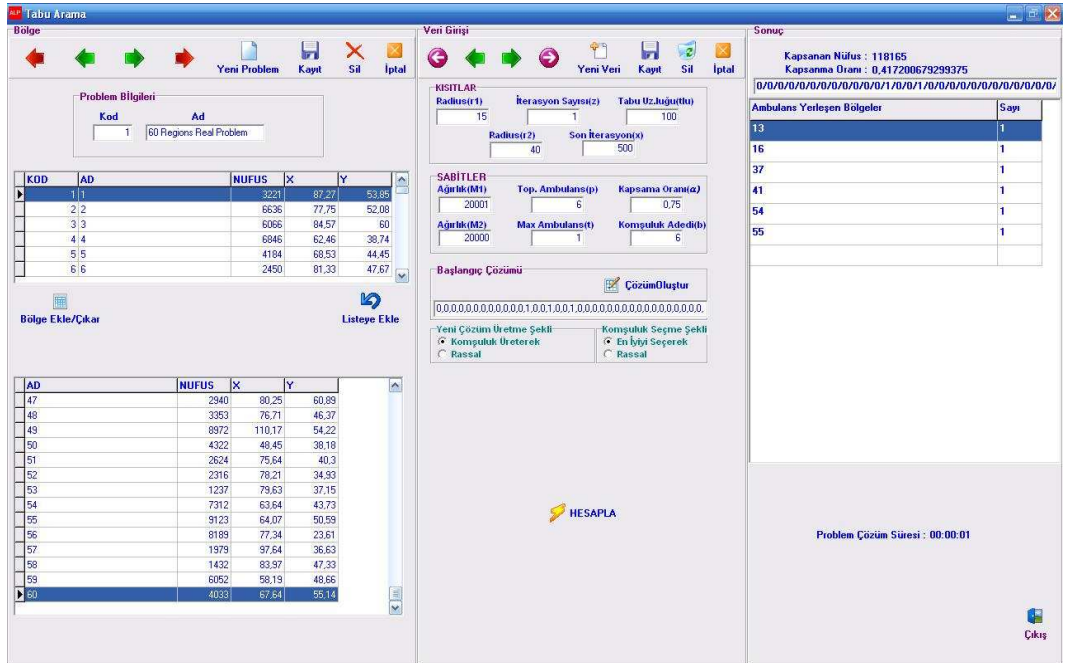 ALP Tabu Arama
Bölge
Yeni Problem Kayıt Sil İptal
Problem Bilgileri
Kod Ad
1 60 Regions Real Problem
KOD AD NUFUS X Y
1 1 3221 87,27 53,85
2 2 6636 77,75 52,08
3 3 6066 84,57 60
4 4 6846 62,46 38,74
5 5 4184 68,53 44,45
6 6 2450 81,33 47,67
Bölge Ekle/Çıkar Listeye Ekle
AD NUFUS X Y
47 2940 80,25 60,89
48 3353 76,71 46,37
49 8972 110,17 54,22
50 4322 48,45 38,18
51 2624 75,64 40,3
52 2316 78,21 34,93
53 1237 79,63 37,15
54 7312 63,64 43,73
55 9123 64,07 50,59
56 8189 77,34 23,61
57 1979 97,64 36,63
58 1432 83,97 47,33
59 6052 58,19 48,66
60 4033 67,64 55,14
Veri Girişi
Yeni Veri Kayıt Sil İptal
KISITLAR
Radius(r1) İterasyon Sayısı(z) Tabu Uz.luğu(tlu)
15 1 100
Radius(r2) Son İterasyon(x)
40 500
SABİTLER
Ağırlık(M1) Top. Ambulans(p) Kapsama Oranı(α)
20001 6 0,75
Ağırlık(M2) Max Ambulans(t) Komşuluk Adedi(b)
20000 1 6
Başlangıç Çözümü
ÇözümOluştur
0,0,0,0,0,0,0,0,0,0,0,0,1,0,0,1,0,0,1,0,0,0,0,0,0,0,0,0,0,0,0,0,0,0,0,0,
Yeni Çözüm Üretme Şekli Komşuluk Seçme Şekli
Komşuluk Üreterek En İyiyi Seçerek
Rassal Rassal
HESAPLA
Sonuç
Kapsanan Nüfus : 118165
Kapsanma Oranı : 0,417200679299375
0/0/0/0/0/0/0/0/0/0/0/0/1/0/0/1/0/0/0/0/0/0/0/0/0/0/0/0/
Ambulans Yerleşen Bölgeler Sayı
13 1
16 1
37 1
41 1
54 1
55 1
Problem Çözüm Süresi : 00:00:01
Çıkış